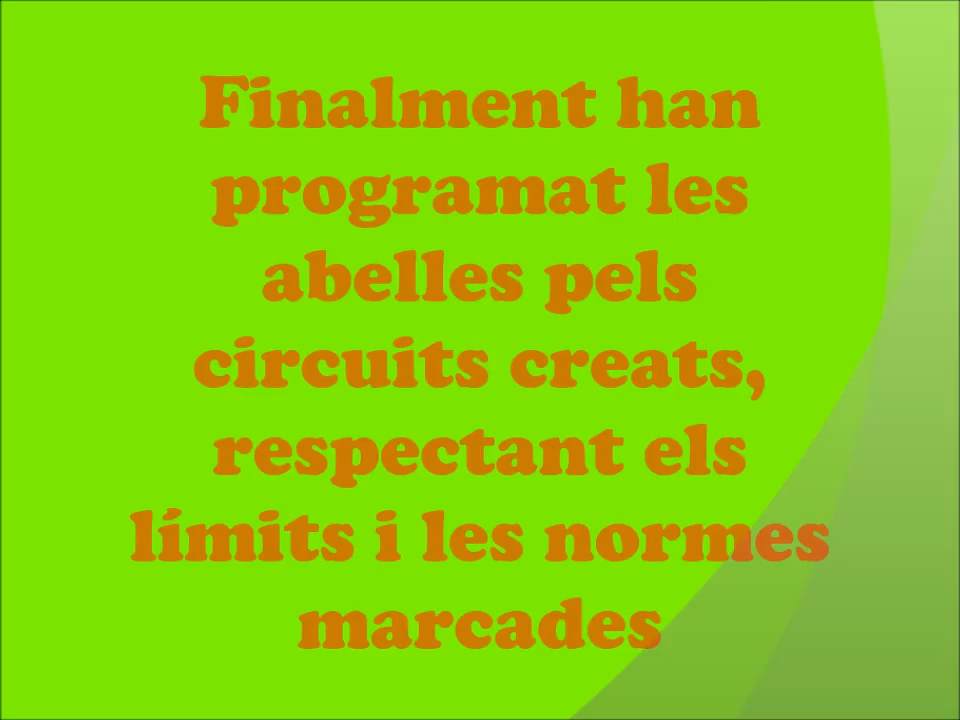 Finalment han
programat les
abelles pels
circuits creats,
respectant els
límits i les normes
marcades